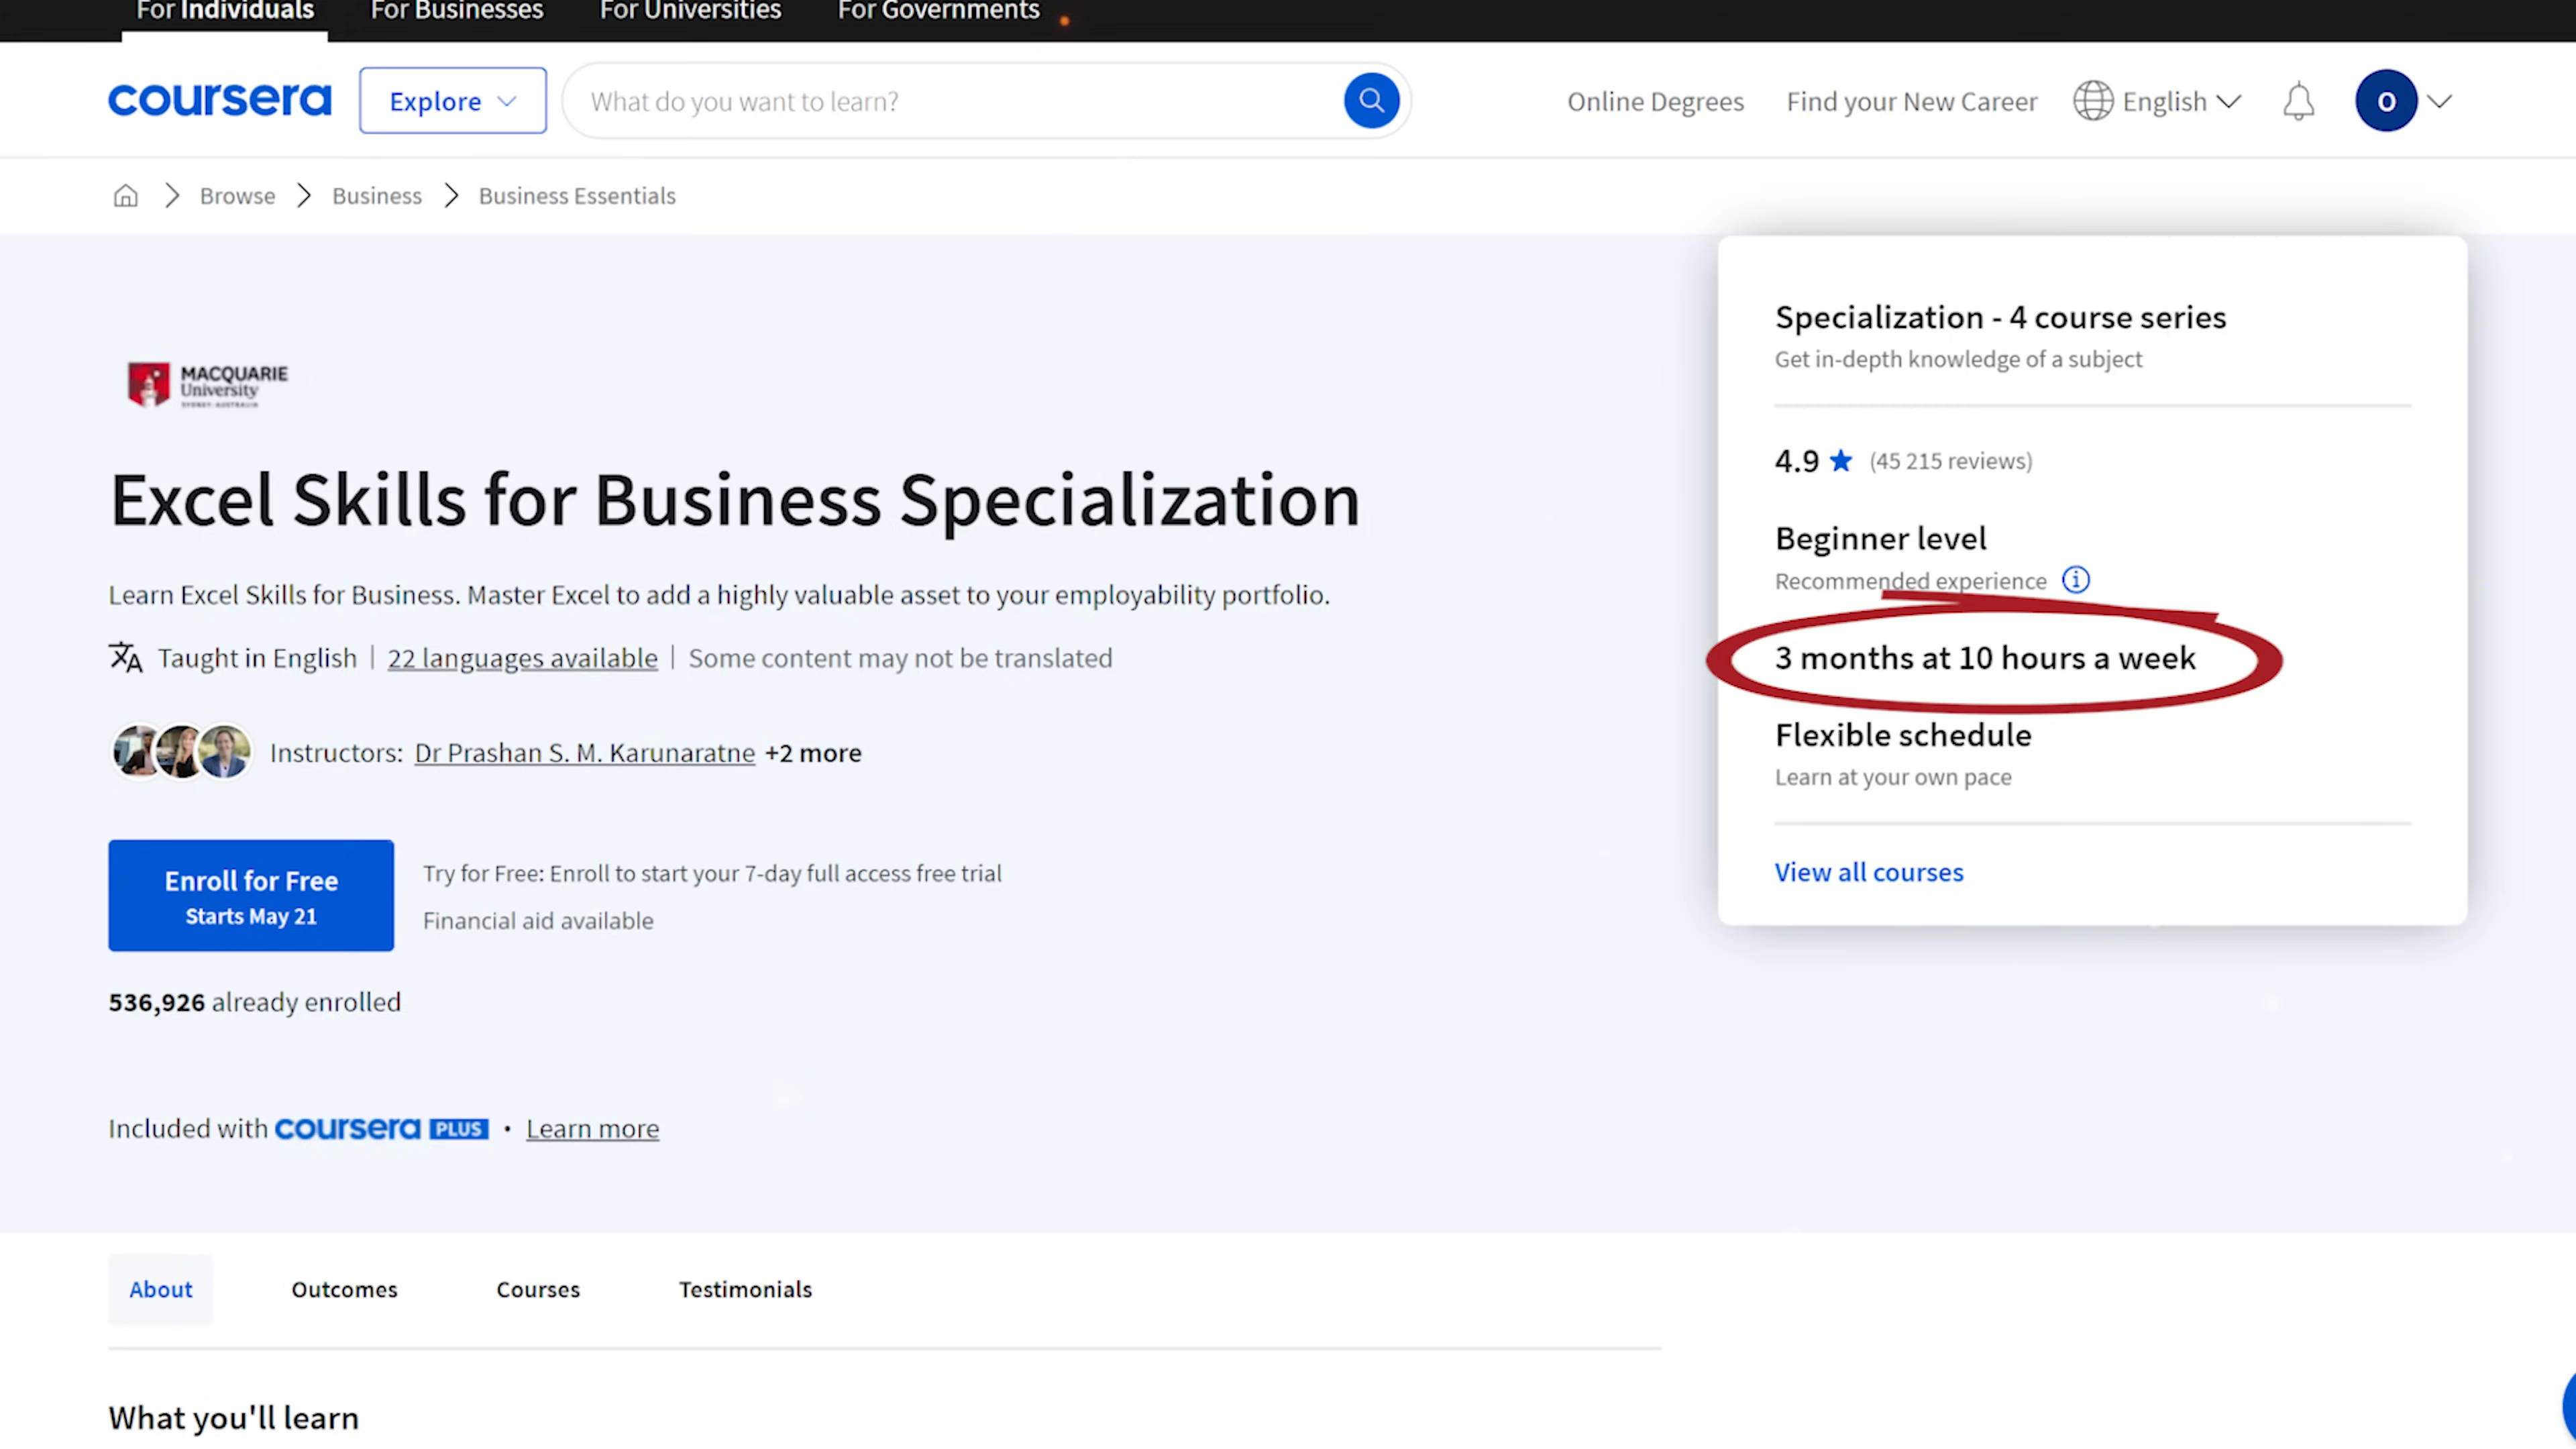 For Individuals For Businesses For Universities For Governments
coursera Explore What do you want to learn? Online Degrees Find your New Career English O
Browse Business Business Essentials
MACQUARIE
University
SYDNEY·AUSTRALIA
Excel Skills for Business Specialization
Learn Excel Skills for Business. Master Excel to add a highly valuable asset to your employability portfolio.
Taught in English | 22 languages available | Some content may not be translated
Instructors: Dr Prashan S. M. Karunaratne +2 more
Enroll for Free
Starts May 21
Try for Free: Enroll to start your 7-day full access free trial
Financial aid available
536,926 already enrolled
Included with coursera PLUS • Learn more
Specialization - 4 course series
Get in-depth knowledge of a subject
4.9 (45 215 reviews)
Beginner level
Recommended experience
3 months at 10 hours a week
Flexible schedule
Learn at your own pace
View all courses
About Outcomes Courses Testimonials
What you'll learn